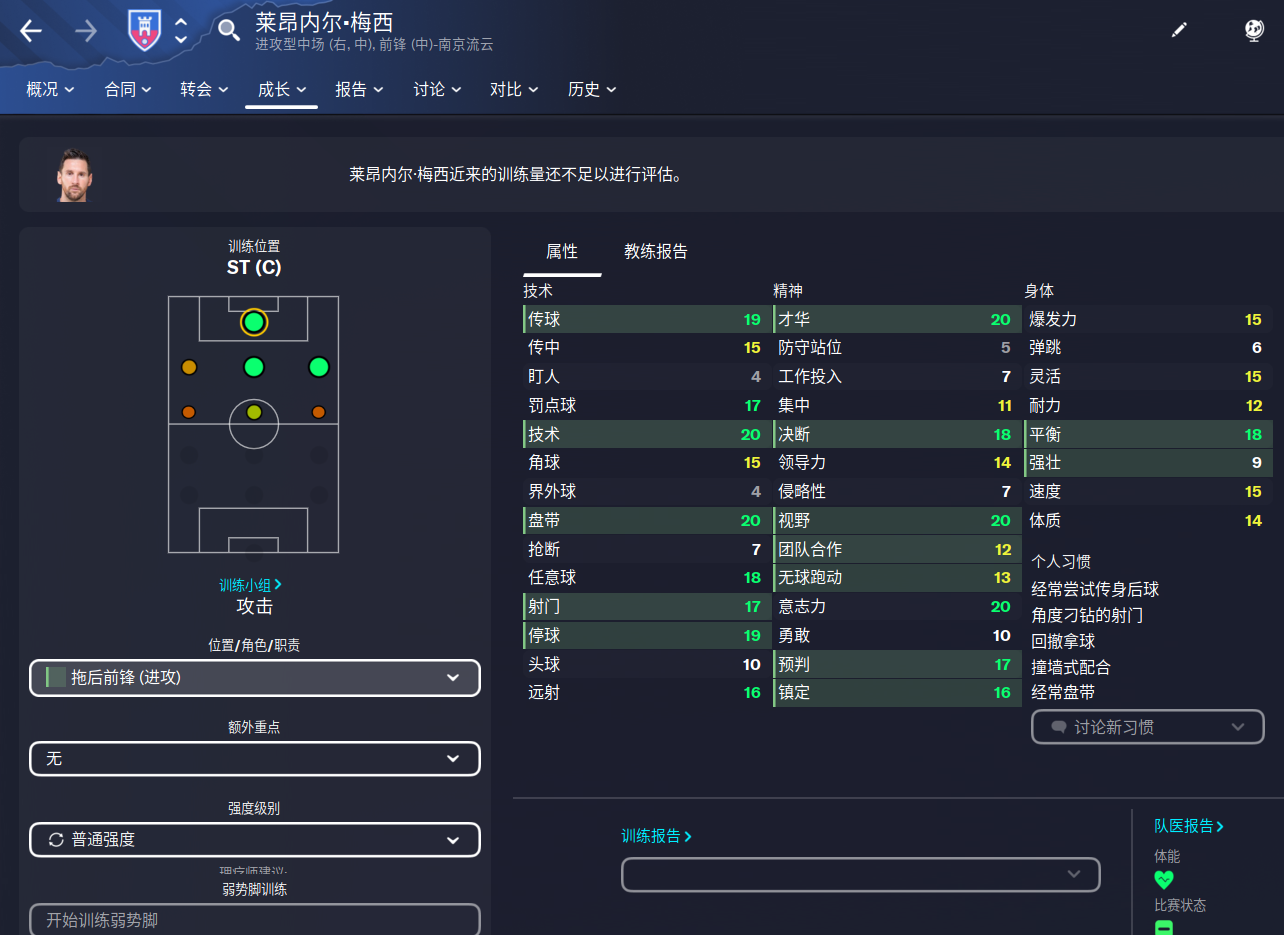 莱昂内尔·梅西
进攻型中场 (右, 中), 前锋 (中)-南京流云
概况 合同 转会 成长 报告 讨论 对比 历史
莱昂内尔·梅西近来的训练量还不足以进行评估。
训练位置
ST (C)
训练小组
攻击
位置/角色/职责
拖后前锋 (进攻)
额外重点
无
强度级别
普通强度
理疗师建议:
弱势脚训练
开始训练弱势脚
属性 教练报告
技术
传球 19
传中 15
盯人 4
罚点球 17
技术 20
角球 15
界外球 4
盘带 20
抢断 7
任意球 18
射门 17
停球 19
头球 10
远射 16
精神
才华 20
防守站位 5
工作投入 7
集中 11
决断 18
领导力 14
侵略性 7
视野 20
团队合作 12
无球跑动 13
意志力 20
勇敢 10
预判 17
镇定 16
身体
爆发力 15
弹跳 6
灵活 15
耐力 12
平衡 18
强壮 9
速度 15
体质 14
个人习惯
经常尝试传身后球
角度刁钻的射门
回撤拿球
撞墙式配合
经常盘带
讨论新习惯
训练报告
队医报告
体能
比赛状态